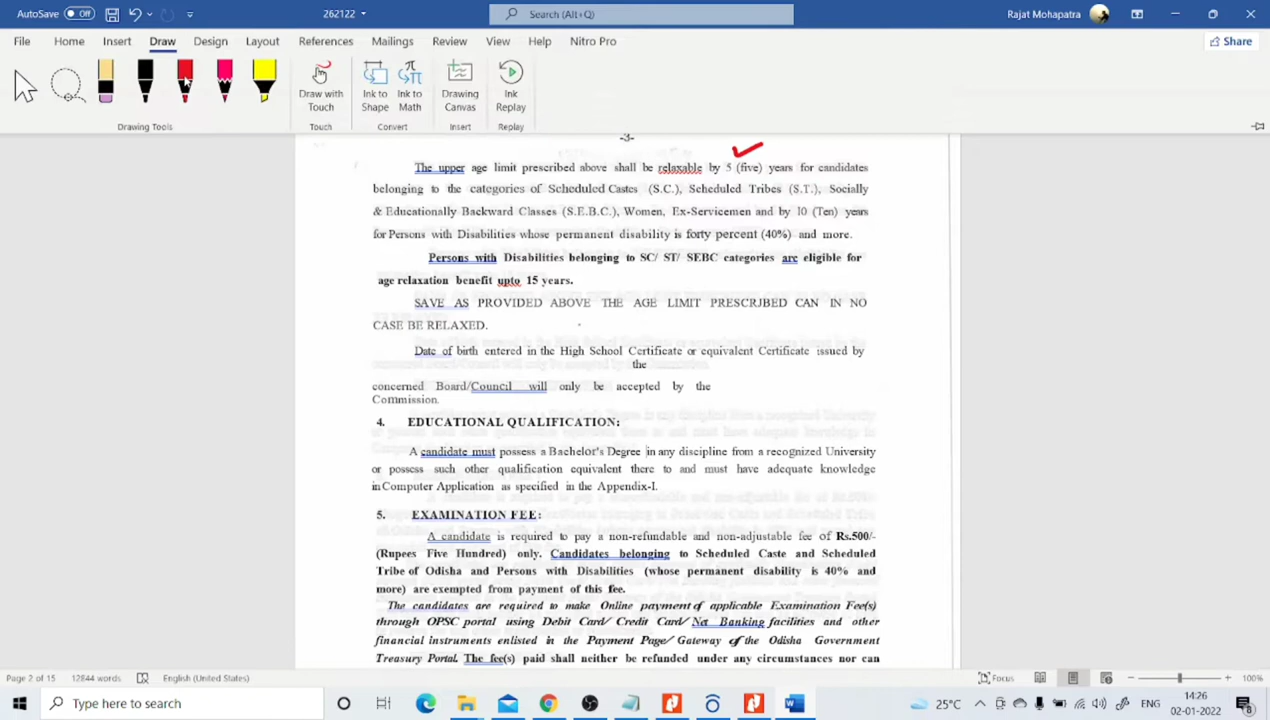 AutoSave Off 262122 Search (Alt+Q) Rajat Mohapatra
File Home Insert Draw Design Layout References Mailings Review View Help Nitro Pro Share
Draw with Touch Ink to Shape Ink to Math Drawing Canvas Ink Replay
Drawing Tools Touch Convert Insert Replay
-3-
The upper age limit prescribed above shall be relaxable by 5 (five) years for candidates
belonging to the categories of Scheduled Castes (S.C.), Scheduled Tribes (S.T.), Socially
& Educationally Backward Classes (S.E.B.C.), Women, Ex-Servicemen and by 10 (Ten) years
for Persons with Disabilities whose permanent disability is forty percent (40%) and more.
Persons with Disabilities belonging to SC/ ST/ SEBC categories are eligible for
age relaxation benefit upto 15 years.
SAVE AS PROVIDED ABOVE THE AGE LIMIT PRESCRJBED CAN IN NO
CASE BE RELAXED.
Date of birth entered in the High School Certificate or equivalent Certificate issued by
the
concerned Board/Council will only be accepted by the
Commission.
4. EDUCATIONAL QUALIFICATION:
A candidate must possess a Bachelor's Degree in any discipline from a recognized University
or possess such other qualification equivalent there to and must have adequate knowledge
in Computer Application as specified in the Appendix-I.
5. EXAMINATION FEE:
A candidate is required to pay a non-refundable and non-adjustable fee of Rs.500/-
(Rupees Five Hundred) only. Candidates belonging to Scheduled Caste and Scheduled
Tribe of Odisha and Persons with Disabilities (whose permanent disability is 40% and
more) are exempted from payment of this fee.
The candidates are required to make Online payment of applicable Examination Fee(s)
through OPSC portal using Debit Card/ Credit Card/ Net Banking facilities and other
financial instruments enlisted in the Payment Page/ Gateway of the Odisha Government
Treasury Portal. The fee(s) paid shall neither be refunded under any circumstances nor can
Page 2 of 15 12844 words English (United States) Focus 100%
Type here to search 25°C ENG 14:26
02-01-2022 8